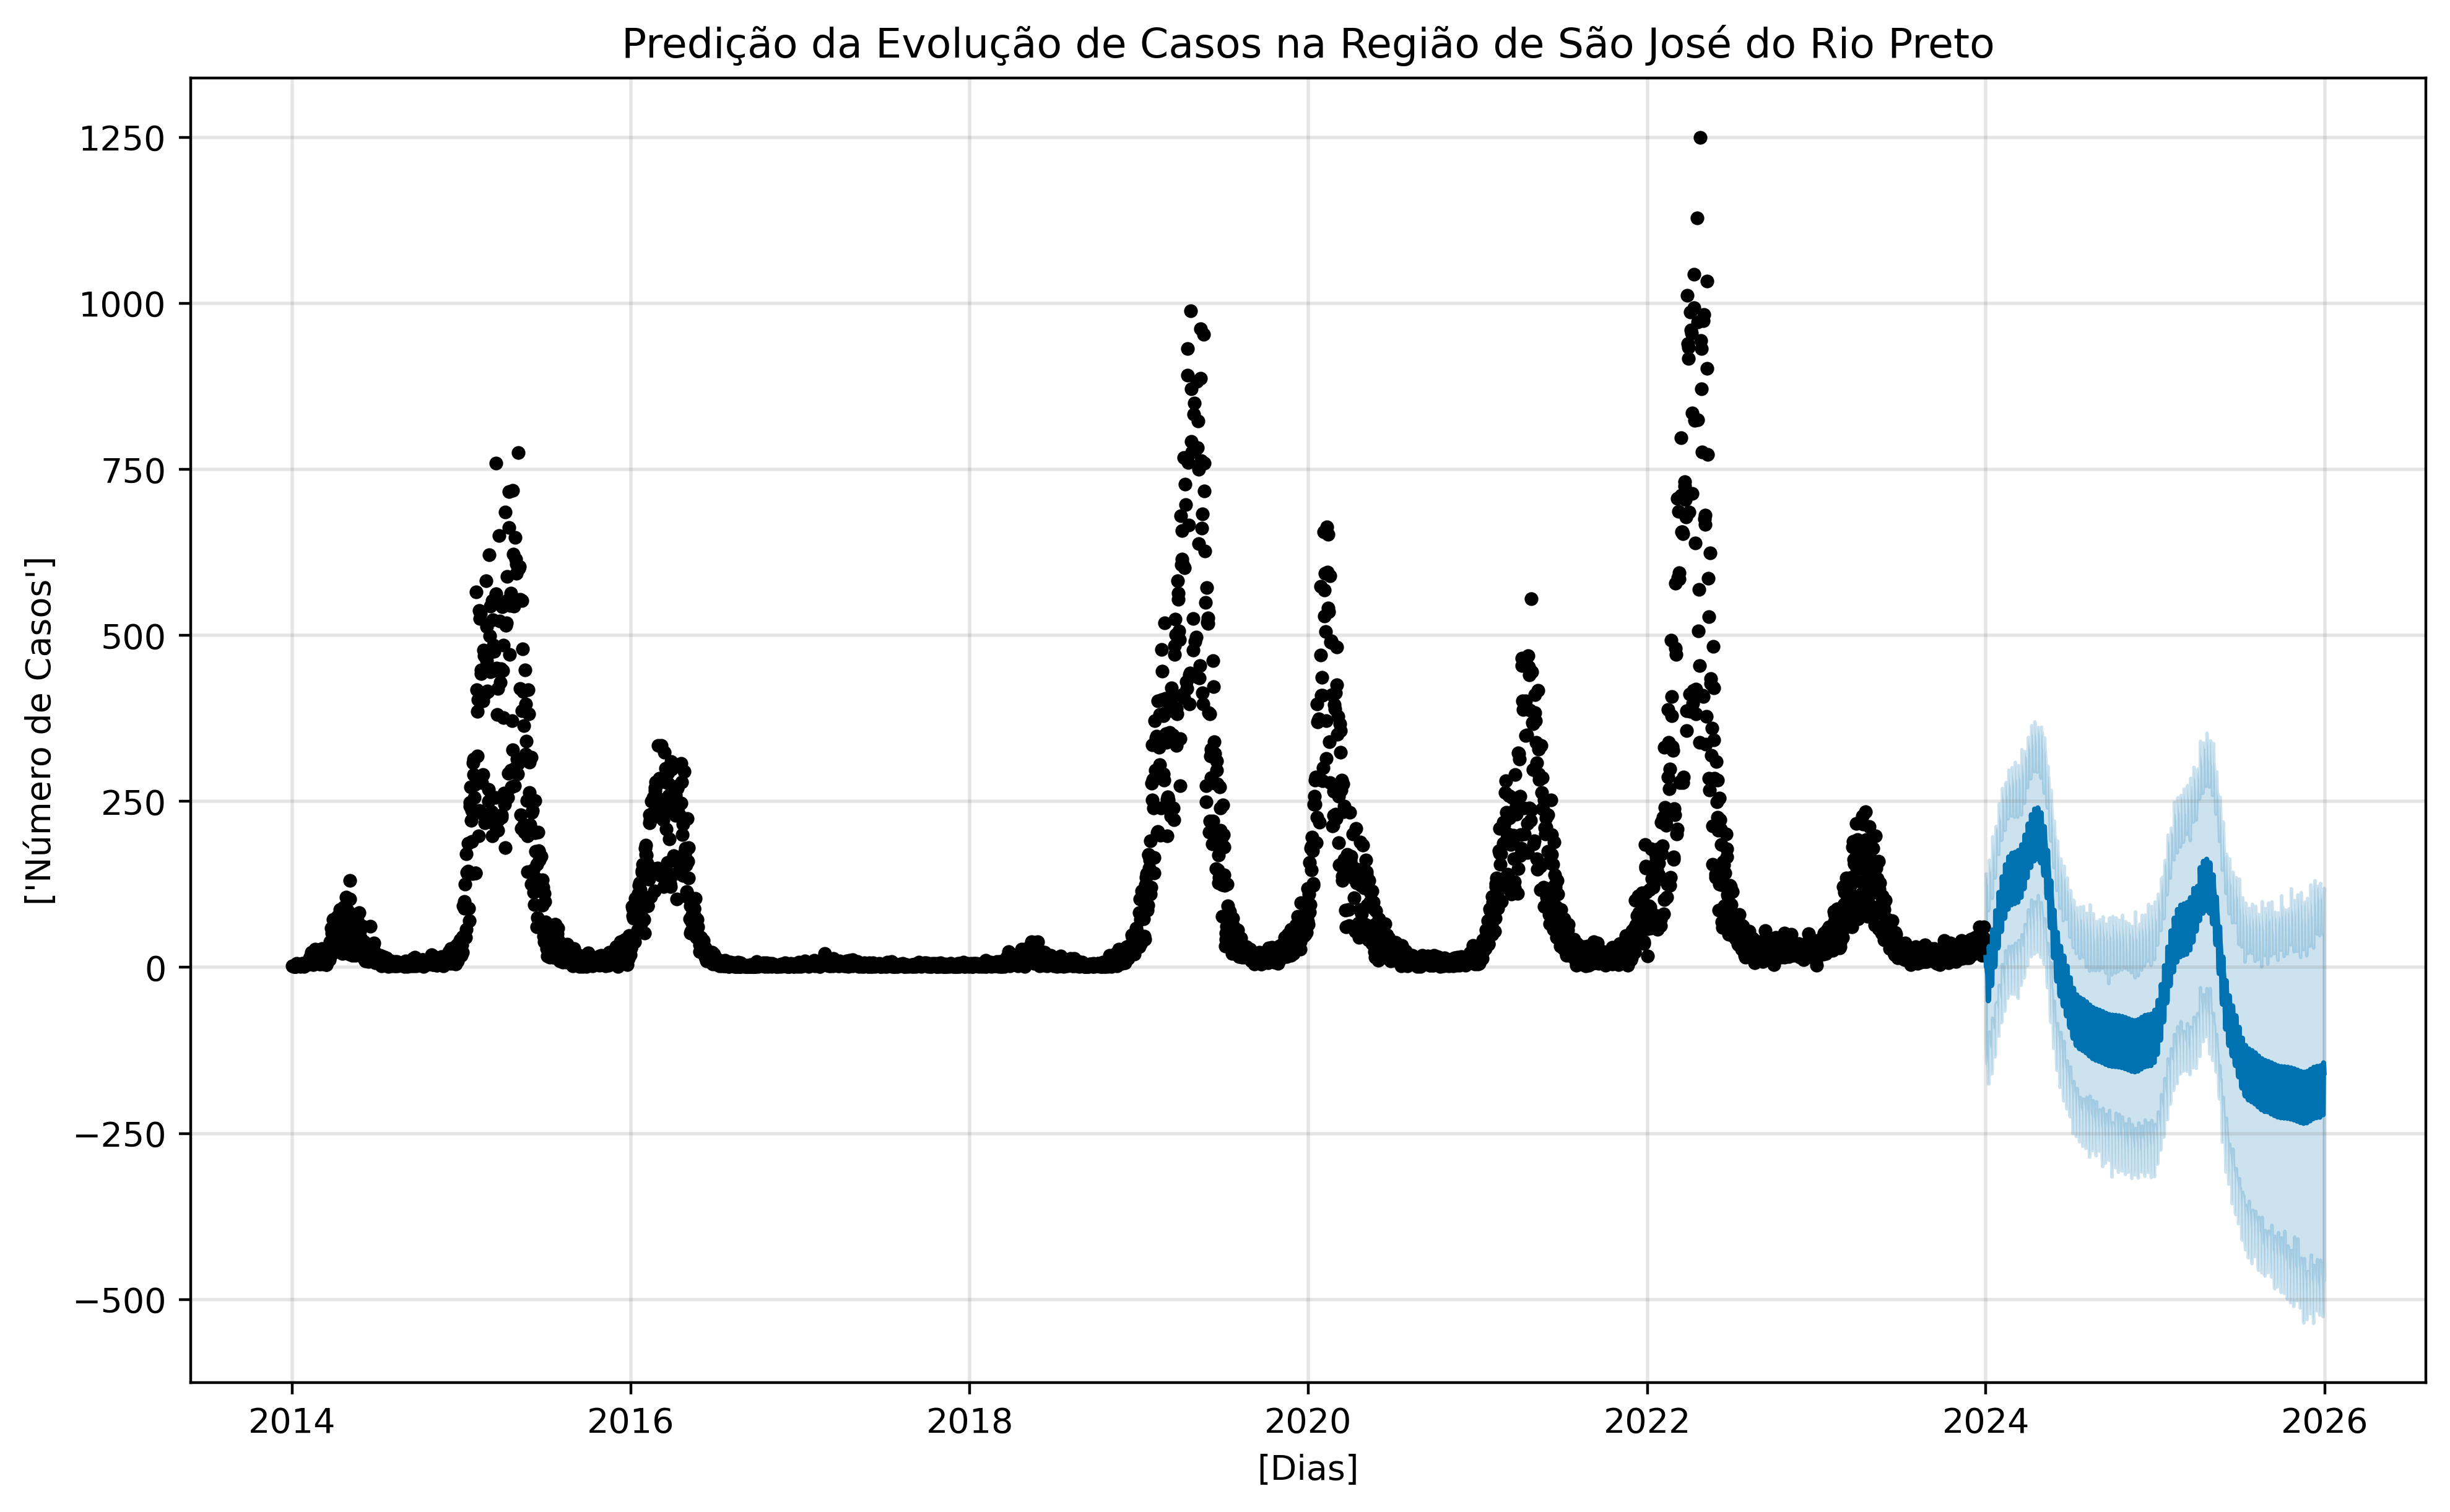 Predição da Evolução de Casos na Região de São José do Rio Preto
['Número de Casos']
1250
1000
750
500
250
0
−250
−500
2014 2016 2018 2020 2022 2024 2026
[Dias]